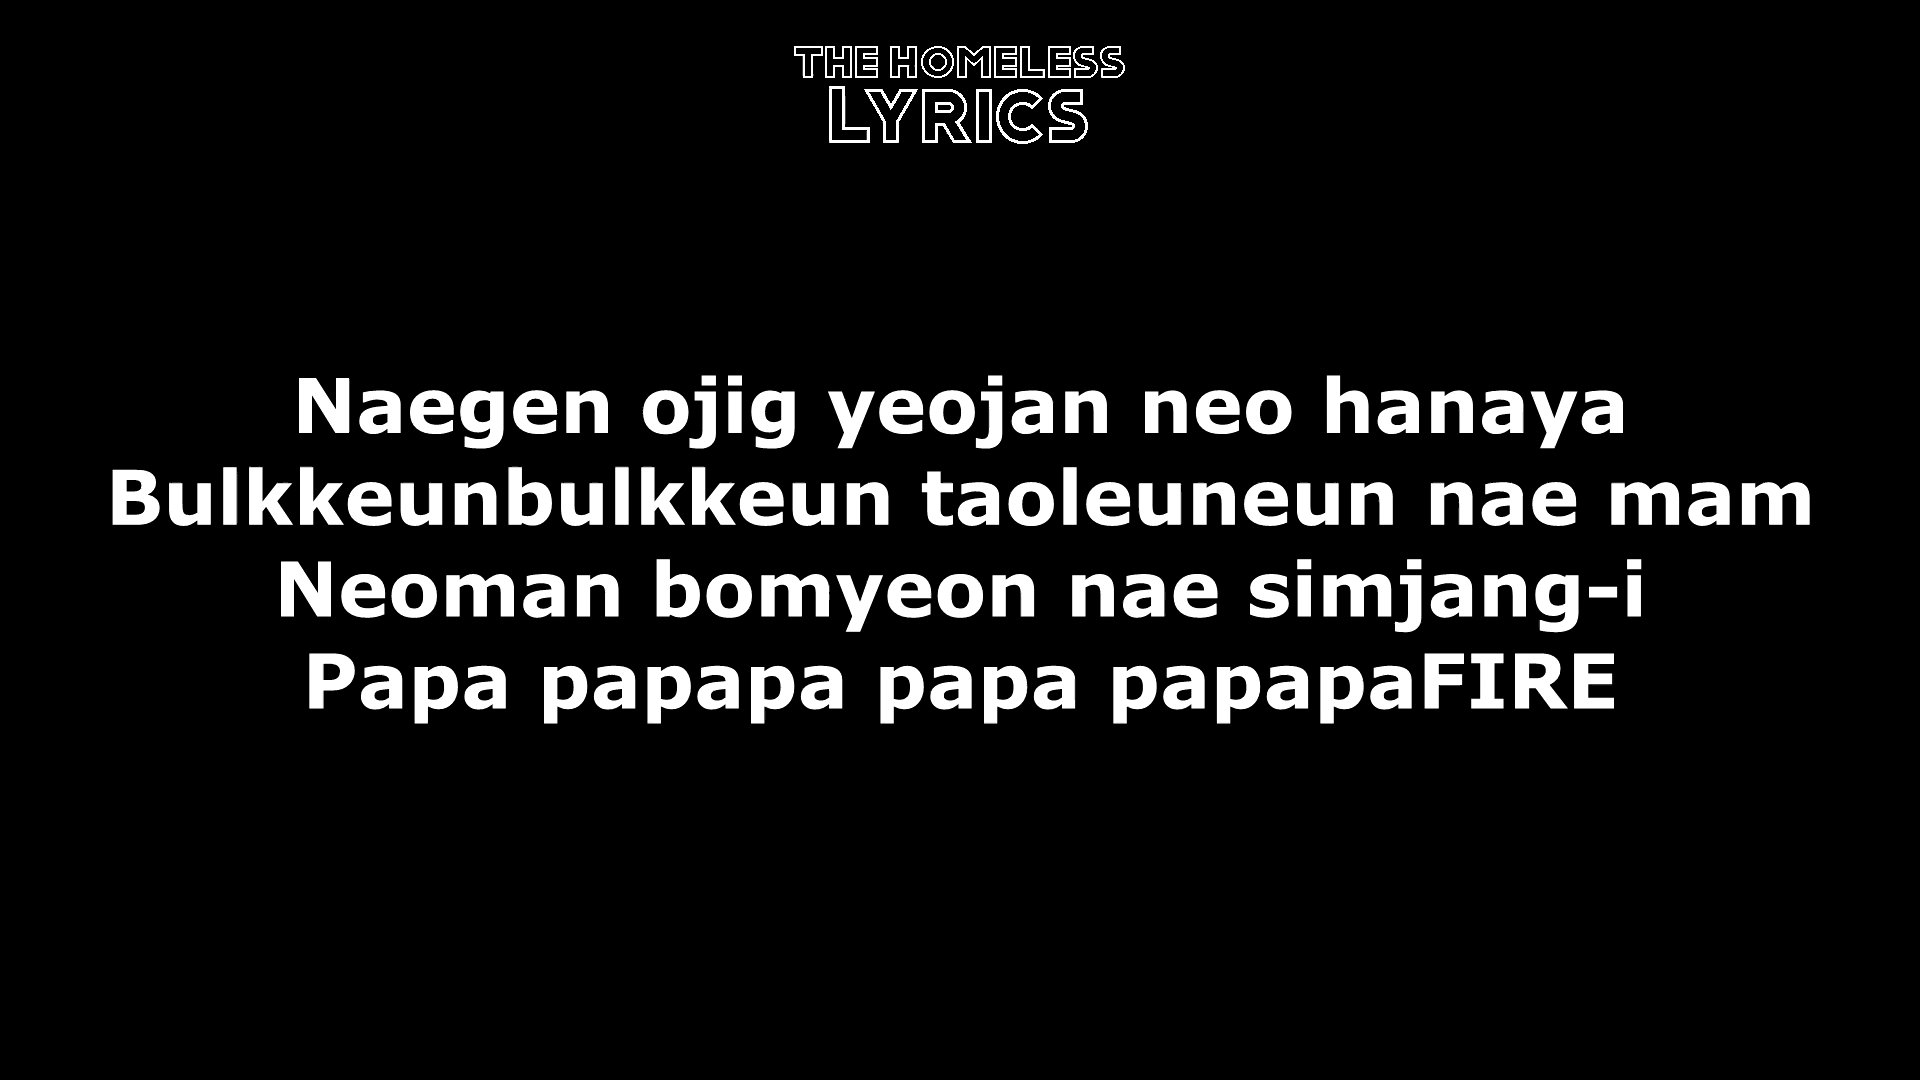 THE HOMELESS
LYRICS
Naegen ojig yeojan neo hanaya
Bulkkeunbulkkeun taoleuneun nae mam
Neoman bomyeon nae simjang-i
Papa papapa papa papapaFIRE